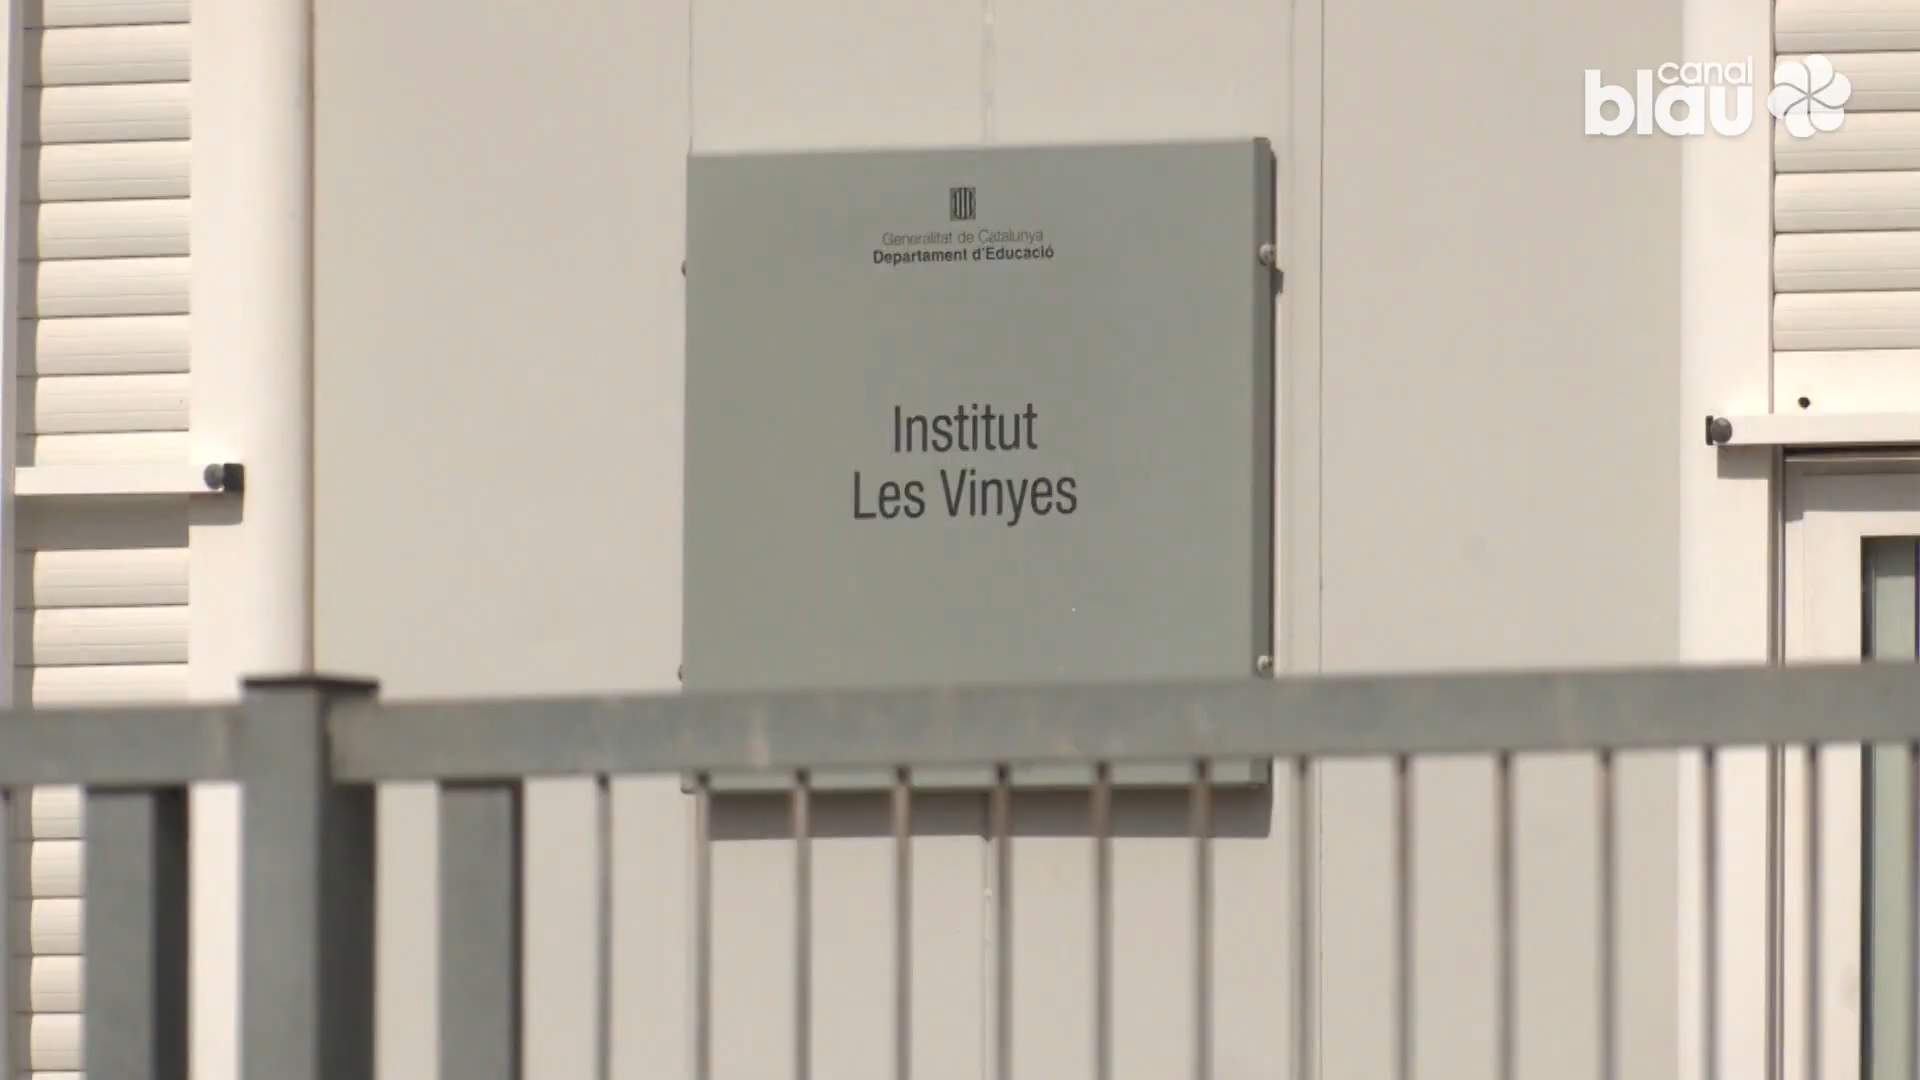 canal
blau
Generalitat de Catalunya
Departament d'Educació
Institut
Les Vinyes